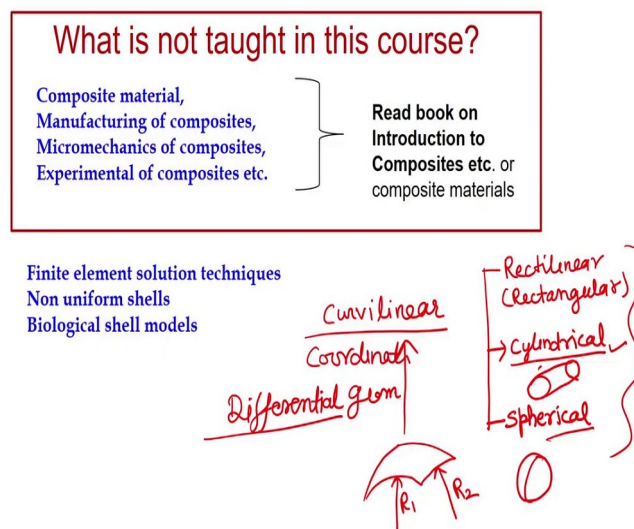 What is not taught in this course?
Composite material,
Manufacturing of composites,
Micromechanics of composites,
Experimental of composites etc.
Read book on
Introduction to
Composites etc. or
composite materials
Finite element solution techniques
Non uniform shells
Biological shell models
Curvilinear
Coordinate
Differential geom
R1
R2
Rectilinear
(Rectangular)
Cylindrical
Spherical